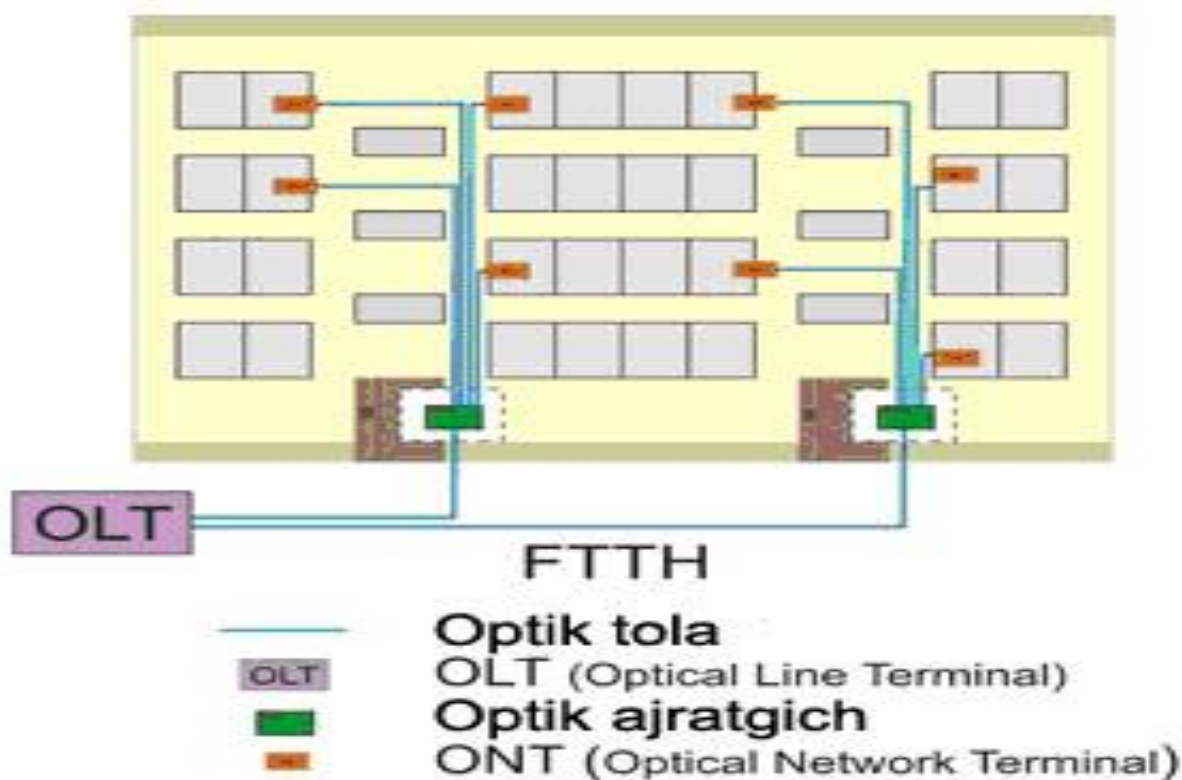 OLT
FTTH
Optik tola
OLT OLT (Optical Line Terminal)
Optik ajratgich
ONT (Optical Network Terminal)